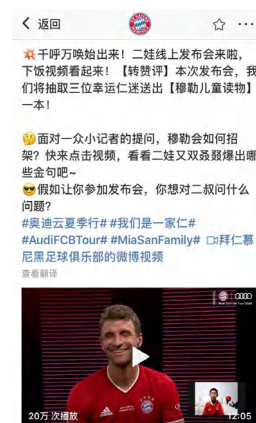 返回
💥千呼万唤始出来！二娃线上发布会来啦，
下饭视频看起来！【转赞评】本次发布会，我
们将抽取三位幸运仁迷送出【穆勒儿童读物】
一本！
🤔面对一众小记者的提问，穆勒会如何招
架？快来点击视频，看看二娃又双叒叕爆出哪
些金句吧~
😎假如让你参加发布会，你想对二叔问什么
问题？
#奥迪云夏季行# #我们是一家仁#
#AudiFCBTour# #MiaSanFamily# 拜仁慕
尼黑足球俱乐部的微博视频
查看翻译
20万 次播放
12:05